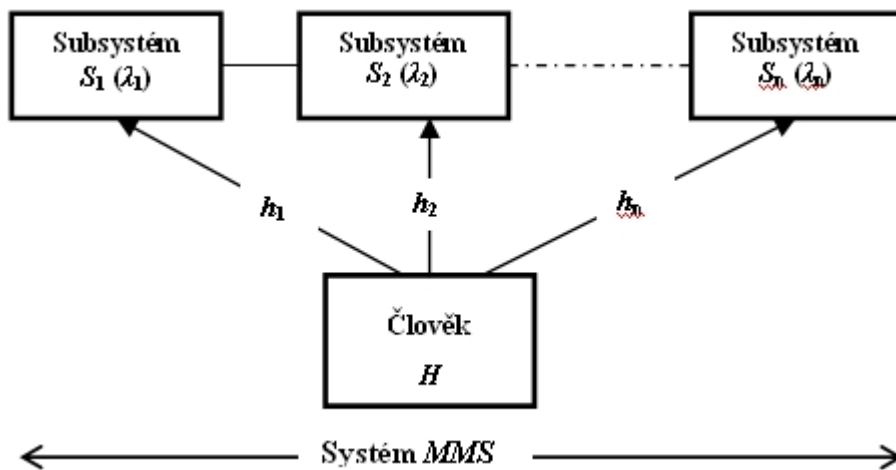 Subsystém
S₁ (λ₁)
Subsystém
S₂ (λ₂)
Subsystém
Sₙ (λₙ)
h₁
h₂
hₙ
Člověk
H
Systém MMS